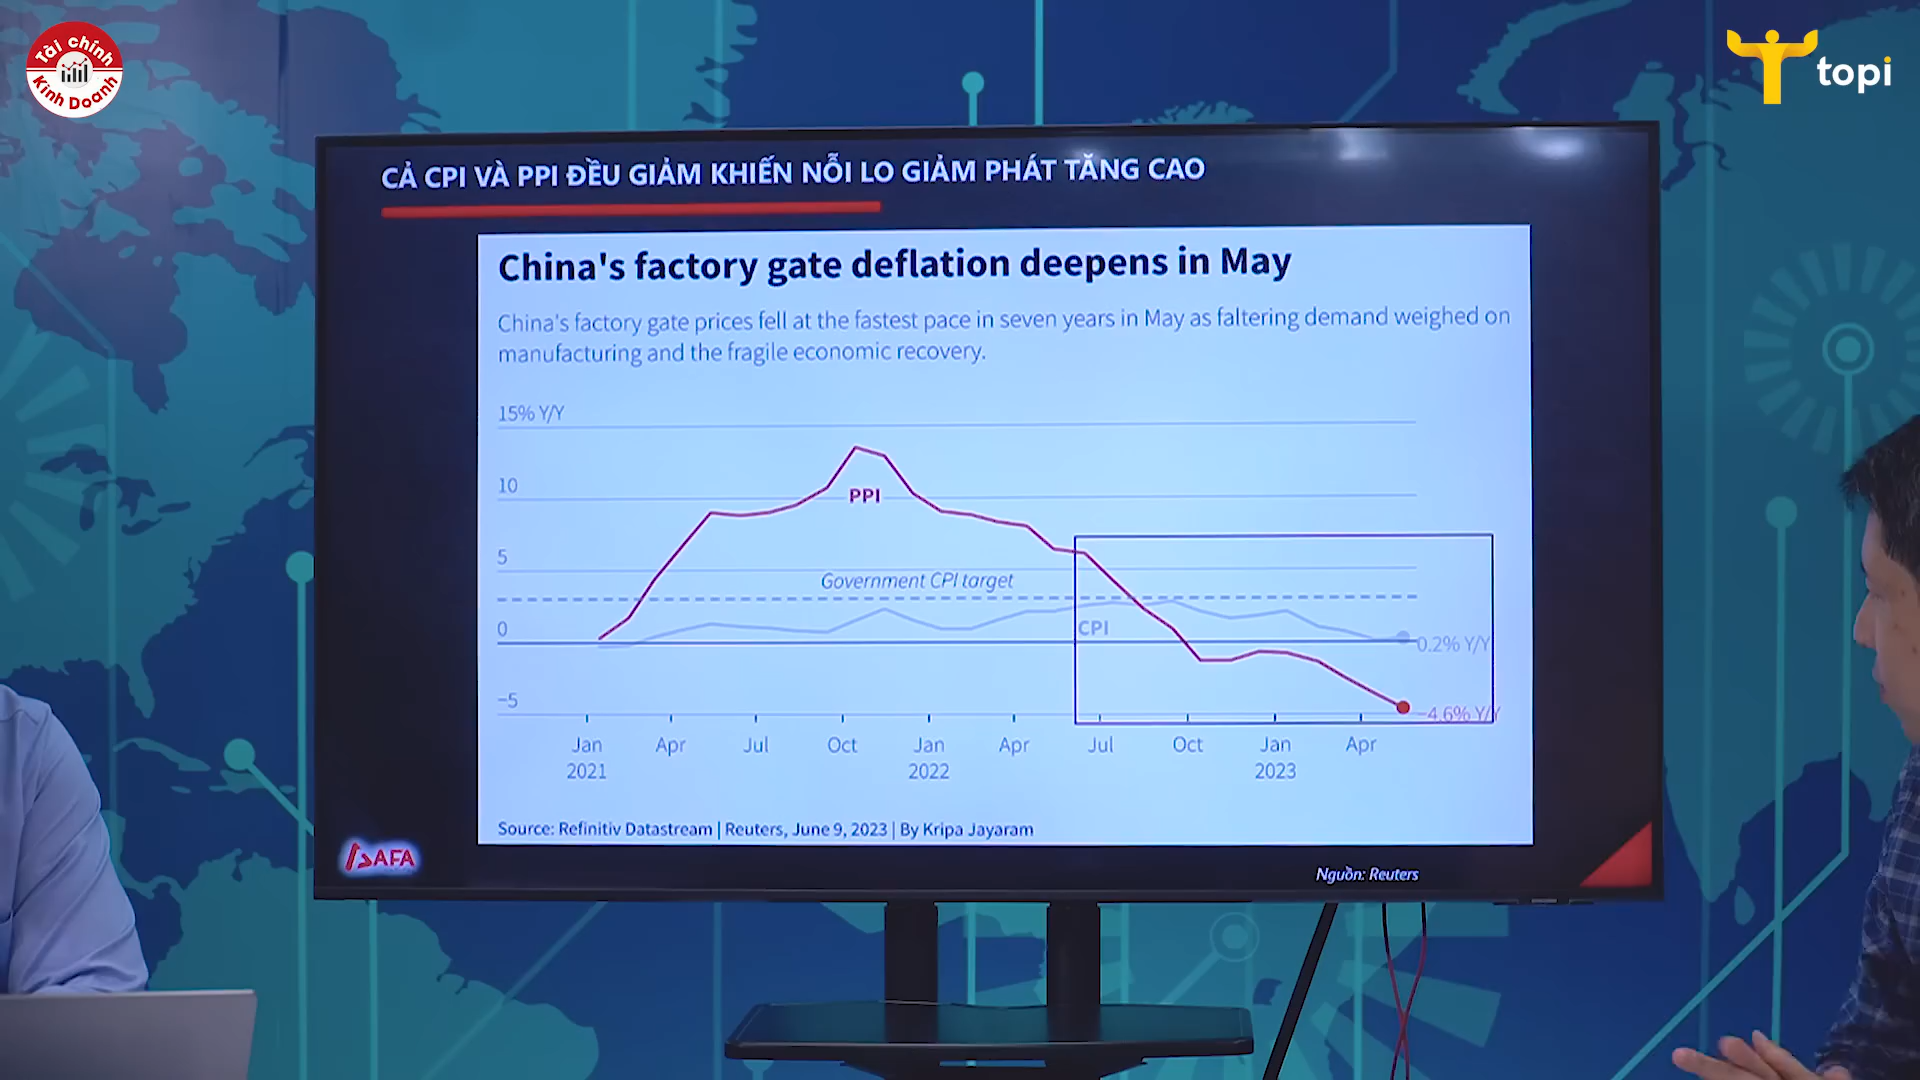 Tài chính
Kinh Doanh
topi
CẢ CPI VÀ PPI ĐỀU GIẢM KHIẾN NỖI LO GIẢM PHÁT TĂNG CAO
China's factory gate deflation deepens in May
China's factory gate prices fell at the fastest pace in seven years in May as faltering demand weighed on
manufacturing and the fragile economic recovery.
15% Y/Y
10
PPI
5
Government CPI target
0
CPI
0.2% Y/Y
−5
−4.6% Y/Y
Jan Apr Jul Oct Jan Apr Jul Oct Jan Apr
2021 2022 2023
Source: Refinitiv Datastream | Reuters, June 9, 2023 | By Kripa Jayaram
AFA
Nguồn: Reuters